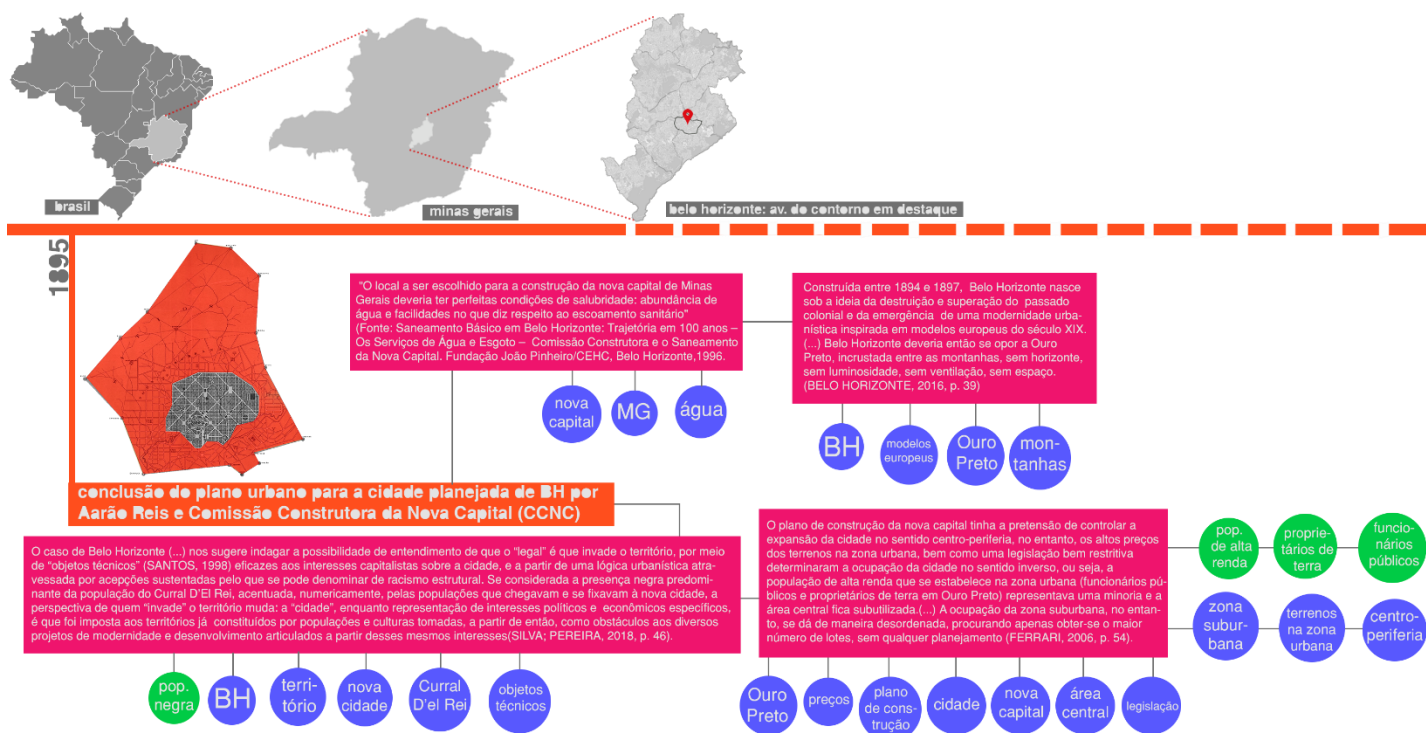 brasil
minas gerais
belo horizonte: av. do contorno em destaque
1895
"O local a ser escolhido para a construção da nova capital de Minas
Gerais deveria ter perfeitas condições de salubridade: abundância de
água e facilidades no que diz respeito ao escoamento sanitário"
(Fonte: Saneamento Básico em Belo Horizonte: Trajetória em 100 anos –
Os Serviços de Água e Esgoto – Comissão Construtora e o Saneamento
da Nova Capital. Fundação João Pinheiro/CEHC, Belo Horizonte,1996.
nova
capital
MG
água
Construída entre 1894 e 1897, Belo Horizonte nasce
sob a ideia da destruição e superação do passado
colonial e da emergência de uma modernidade urba-
nística inspirada em modelos europeus do século XIX.
(...) Belo Horizonte deveria então se opor a Ouro
Preto, incrustada entre as montanhas, sem horizonte,
sem luminosidade, sem ventilação, sem espaço.
(BELO HORIZONTE, 2016, p. 39)
BH
modelos
europeus
Ouro
Preto
mon-
tanhas
conclusão do plano urbano para a cidade planejada de BH por
Aarão Reis e Comissão Construtora da Nova Capital (CCNC)
O caso de Belo Horizonte (...) nos sugere indagar a possibilidade de entendimento de que o "legal" é que invade o território, por meio
de "objetos técnicos" (SANTOS, 1998) eficazes aos interesses capitalistas sobre a cidade, e a partir de uma lógica urbanística atra-
vessada por acepções sustentadas pelo que se pode denominar de racismo estrutural. Se considerada a presença negra predomi-
nante da população do Curral D'El Rei, acentuada, numericamente, pelas populações que chegavam e se fixavam à nova cidade, a
perspectiva de quem "invade" o território muda: a "cidade", enquanto representação de interesses políticos e econômicos específicos,
é que foi imposta aos territórios já constituídos por populações e culturas tomadas, a partir de então, como obstáculos aos diversos
projetos de modernidade e desenvolvimento articulados a partir desses mesmos interesses(SILVA; PEREIRA, 2018, p. 46).
pop.
negra
BH
terri-
tório
nova
cidade
Curral
D'el Rei
objetos
técnicos
O plano de construção da nova capital tinha a pretensão de controlar a
expansão da cidade no sentido centro-periferia, no entanto, os altos preços
dos terrenos na zona urbana, bem como uma legislação bem restritiva
determinaram a ocupação da cidade no sentido inverso, ou seja, a
população de alta renda que se estabelece na zona urbana (funcionários pú-
blicos e proprietários de terra em Ouro Preto) representava uma minoria e a
área central fica subutilizada.(...) A ocupação da zona suburbana, no entan-
to, se dá de maneira desordenada, procurando apenas obter-se o maior
número de lotes, sem qualquer planejamento (FERRARI, 2006, p. 54).
pop.
de alta
renda
proprie-
tários de
terra
funcio-
nários
públicos
zona
subur-
bana
terrenos
na zona
urbana
centro-
periferia
Ouro
Preto
preços
plano
de cons-
trução
cidade
nova
capital
área
central
legislação